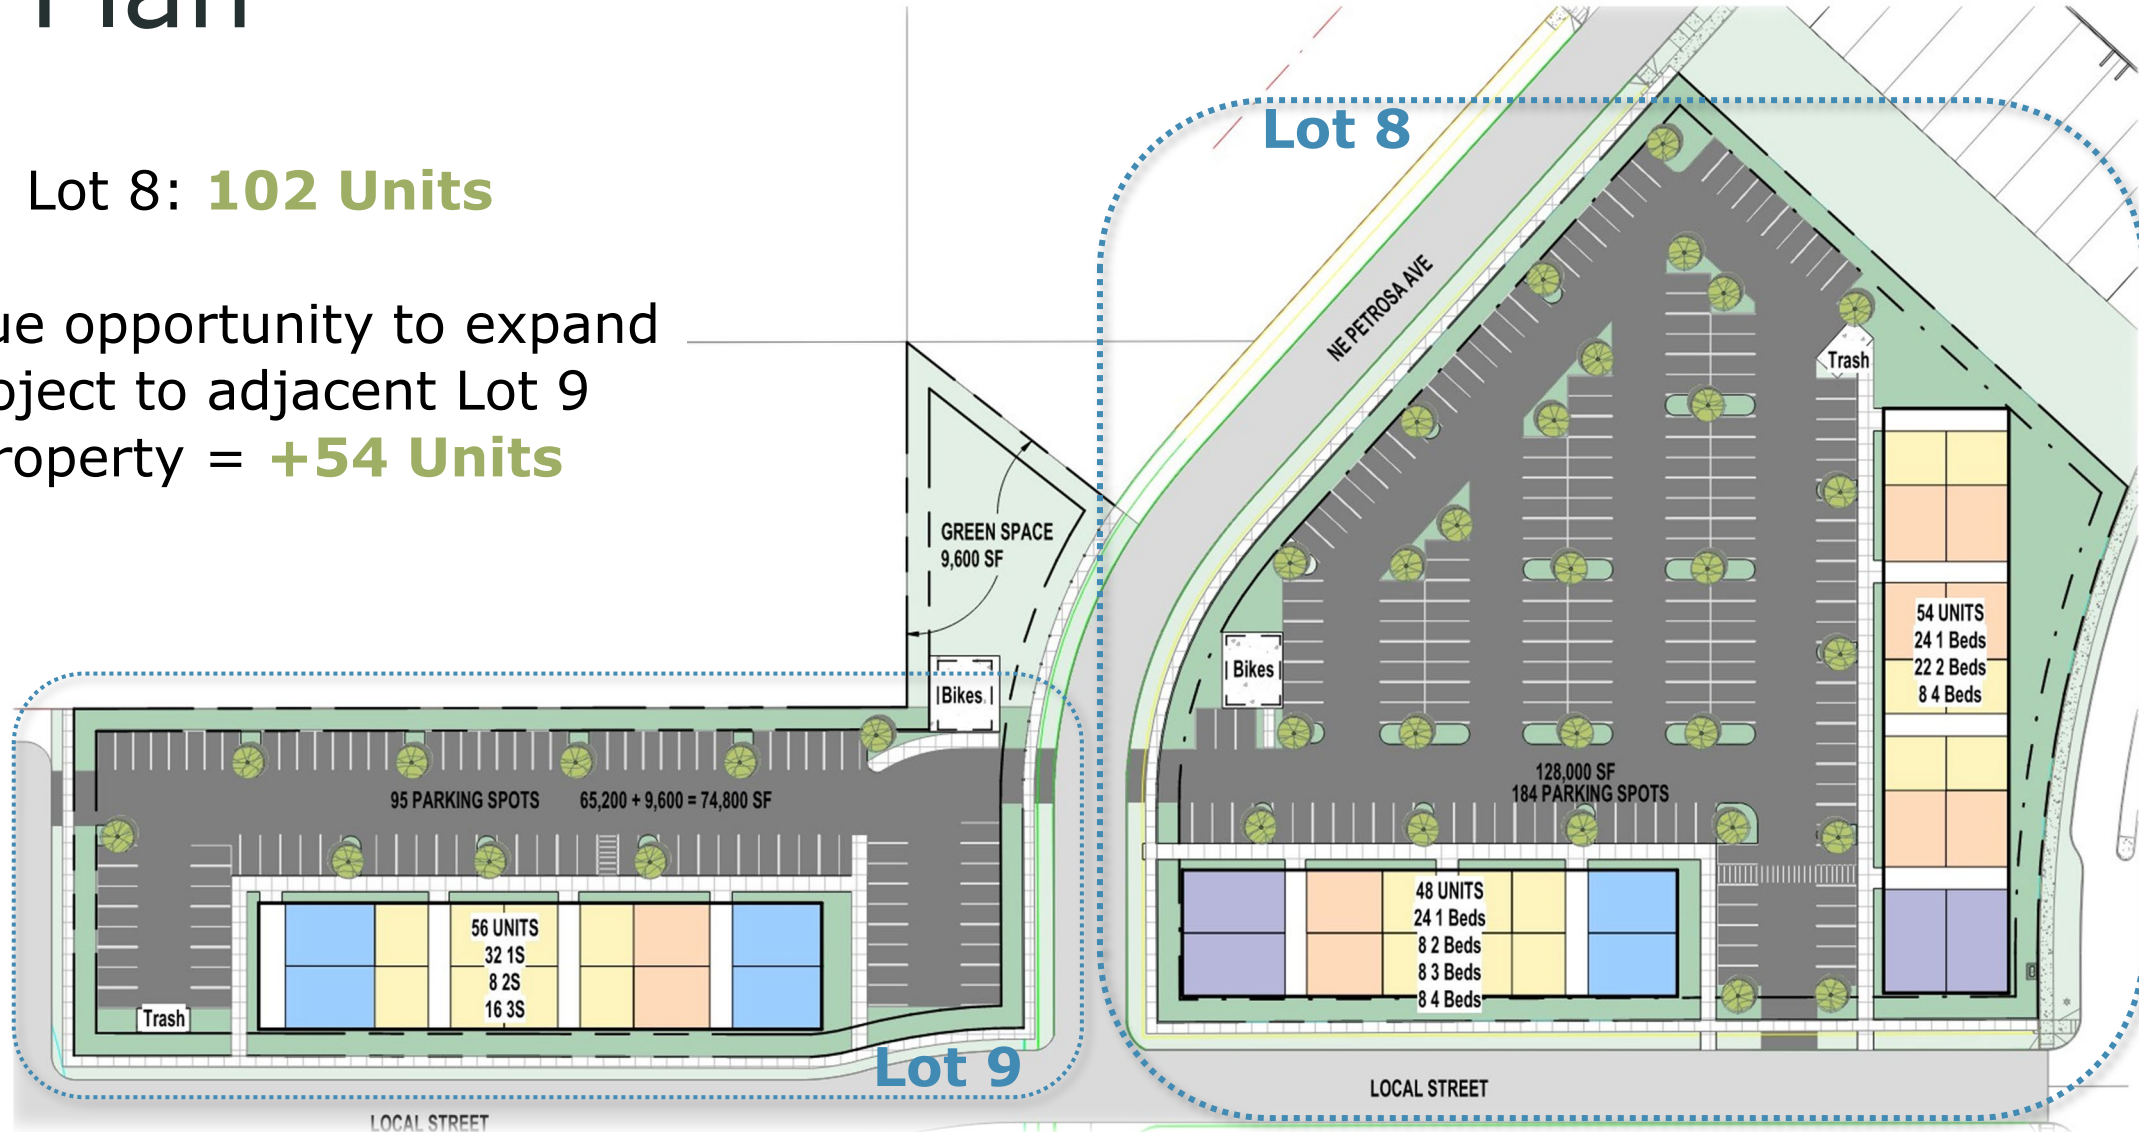 Plan
Lot 8: 102 Units
ue opportunity to expand
oject to adjacent Lot 9
roperty = +54 Units
Lot 8
NE PETROSA AVE
Trash
GREEN SPACE
9,600 SF
Bikes
Bikes
54 UNITS
24 1 Beds
22 2 Beds
8 4 Beds
128,000 SF
184 PARKING SPOTS
95 PARKING SPOTS 65,200 + 9,600 = 74,800 SF
48 UNITS
24 1 Beds
8 2 Beds
8 3 Beds
8 4 Beds
56 UNITS
32 1S
8 2S
16 3S
Trash
Lot 9
LOCAL STREET
LOCAL STREET